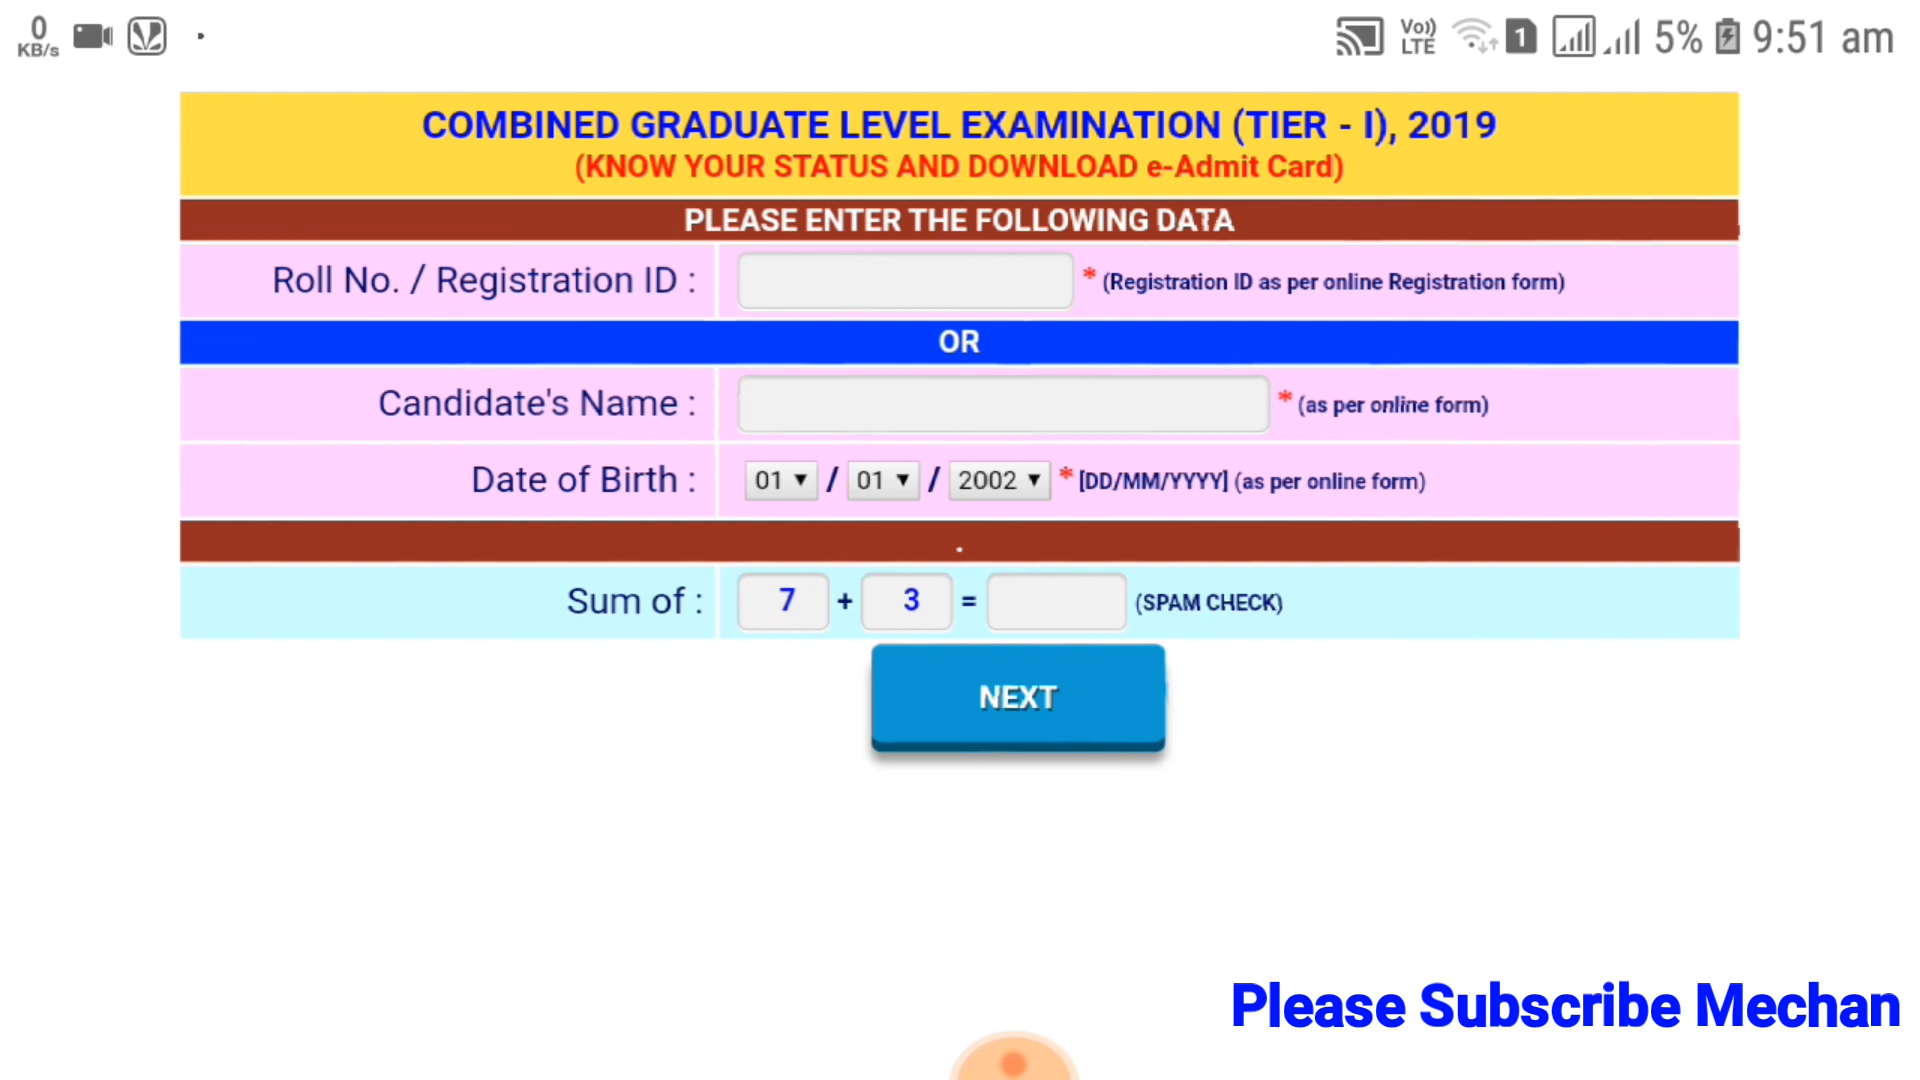 0
KB/s
Vo))
LTE
1
5%
9:51 am
COMBINED GRADUATE LEVEL EXAMINATION (TIER - I), 2019
(KNOW YOUR STATUS AND DOWNLOAD e-Admit Card)
PLEASE ENTER THE FOLLOWING DATA
Roll No. / Registration ID : * (Registration ID as per online Registration form)
OR
Candidate's Name : * (as per online form)
Date of Birth : 01 / 01 / 2002 * [DD/MM/YYYY] (as per online form)
.
Sum of : 7 + 3 = (SPAM CHECK)
NEXT
Please Subscribe Mechan